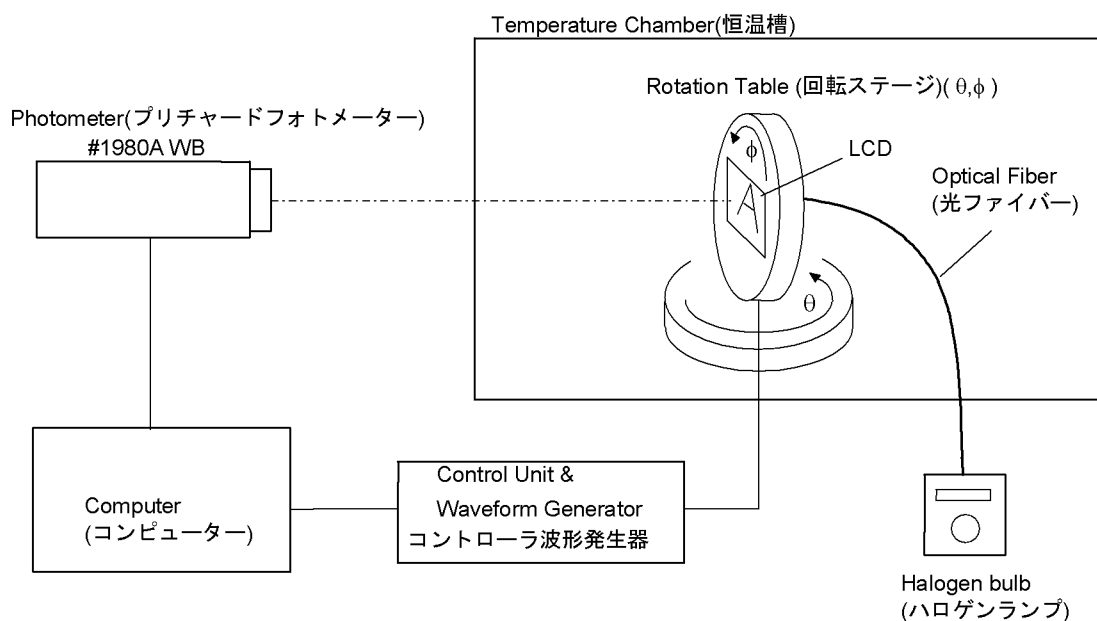 Temperature Chamber(恒温槽)
Rotation Table (回転ステージ)( θ,ϕ )
Photometer(プリチャードフォトメーター)
#1980A WB
ϕ
LCD
A
Optical Fiber
(光ファイバー)
θ
Computer
(コンピューター)
Control Unit &
Waveform Generator
コントローラ波形発生器
Halogen bulb
(ハロゲンランプ)